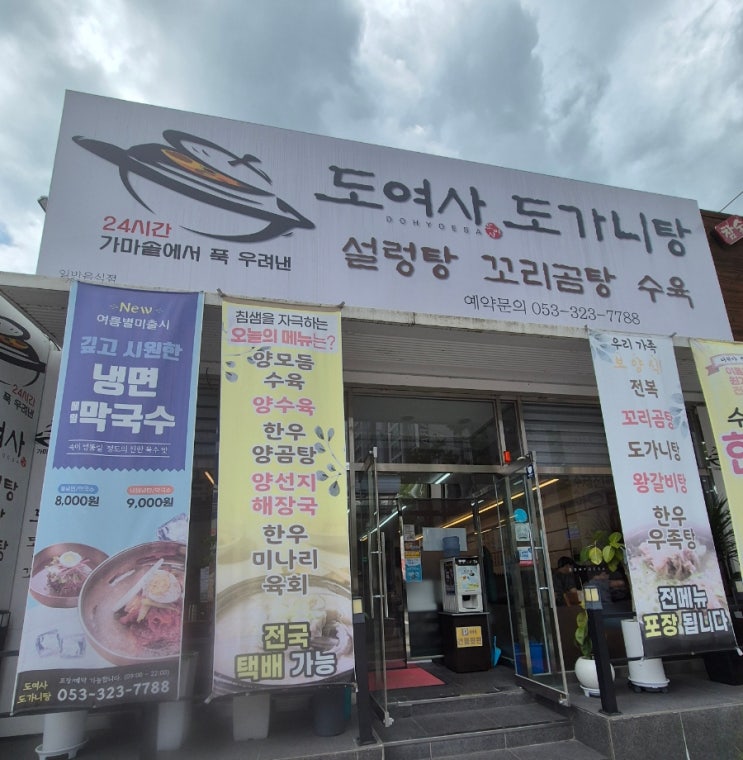 24시간
가마솥에서 푹 우려낸
도여사 도가니탕
DOHYOESA
설렁탕 꼬리곰탕 수육
예약문의 053-323-7788
일반음식점
New
여름별미출시
깊고 시원한
냉면
막국수
8,000원
9,000원
도여사
도가니탕
053-323-7788
침샘을 자극하는
오늘의 메뉴는?
양모듬
수육
양수육
한우
양곰탕
양선지
해장국
한우
미나리
육회
전국
택배 가능
우리 가족
보양식
전복
꼬리곰탕
도가니탕
왕갈비탕
한우
우족탕
전메뉴
포장 됩니다